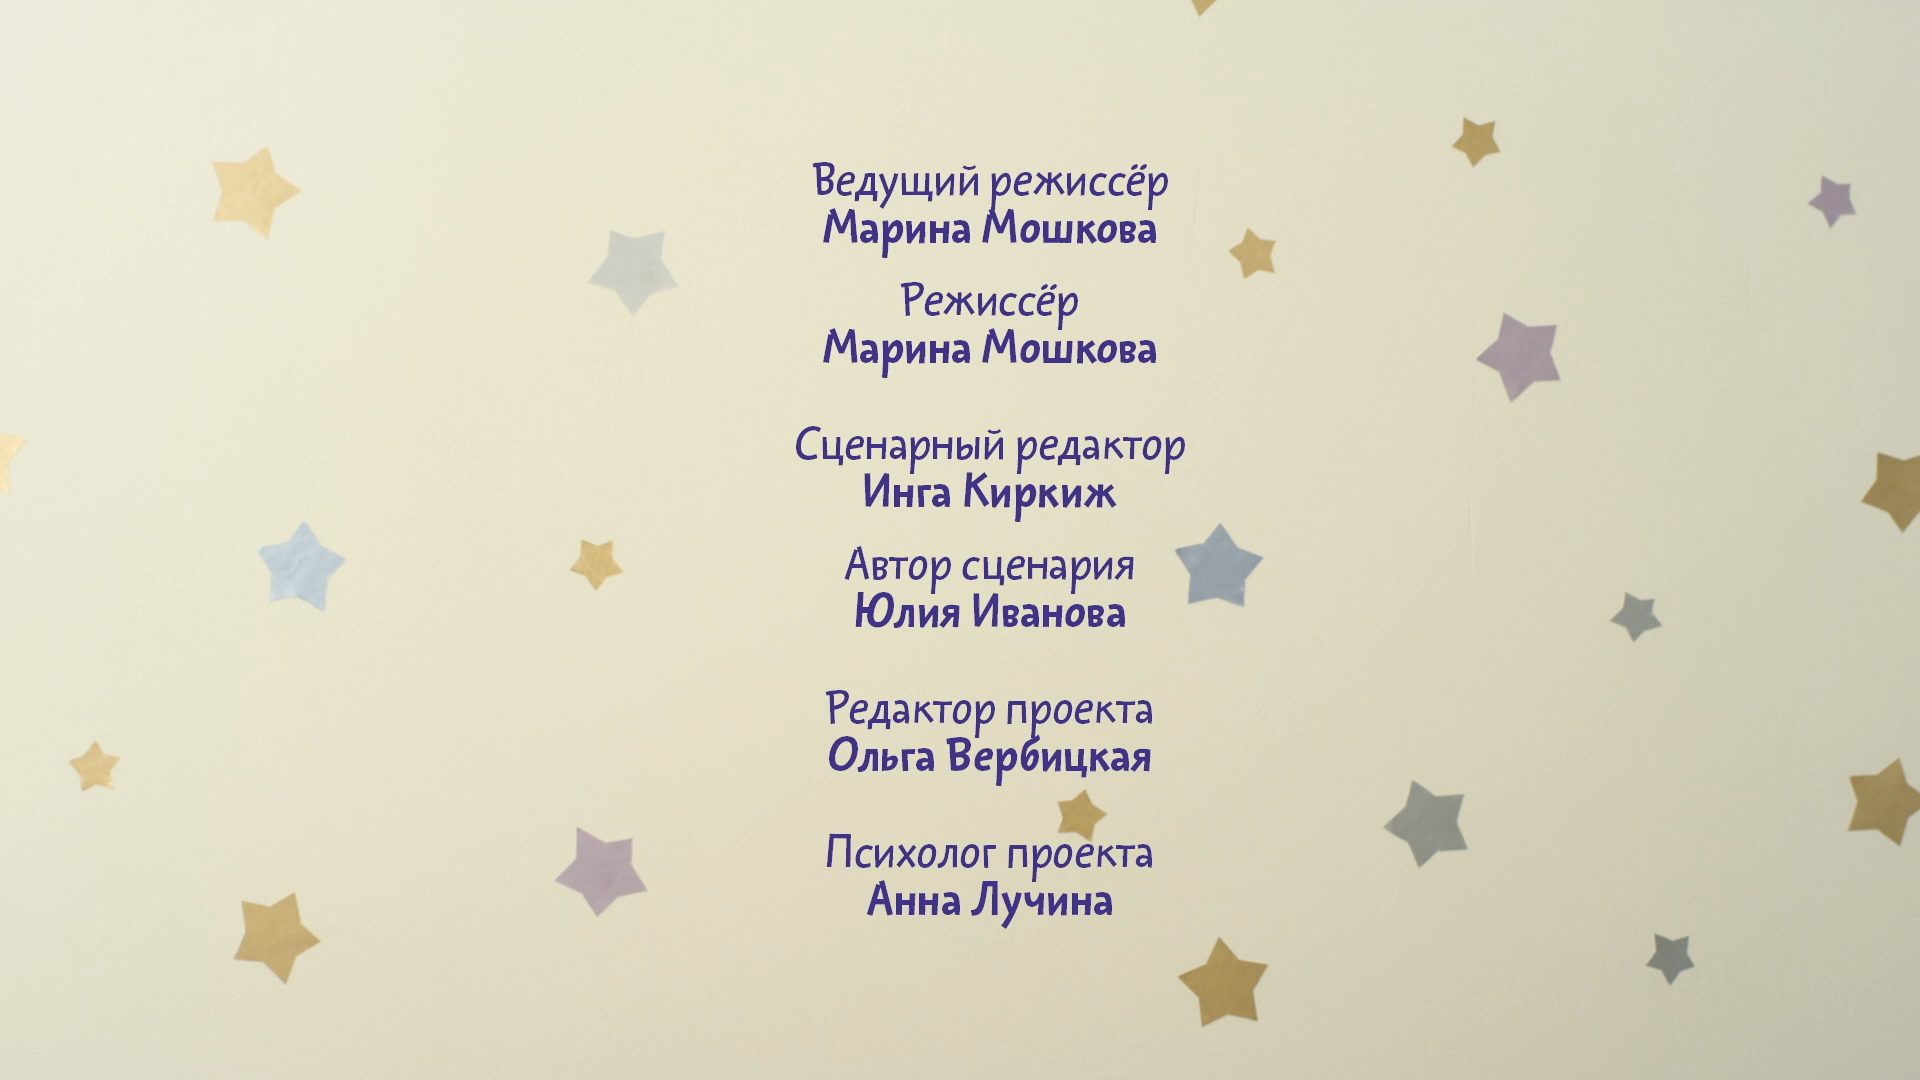 Ведущий режиссёр
Марина Мошкова
Режиссёр
Марина Мошкова
Сценарный редактор
Инга Киркиж
Автор сценария
Юлия Иванова
Редактор проекта
Ольга Вербицкая
Психолог проекта
Анна Лучина